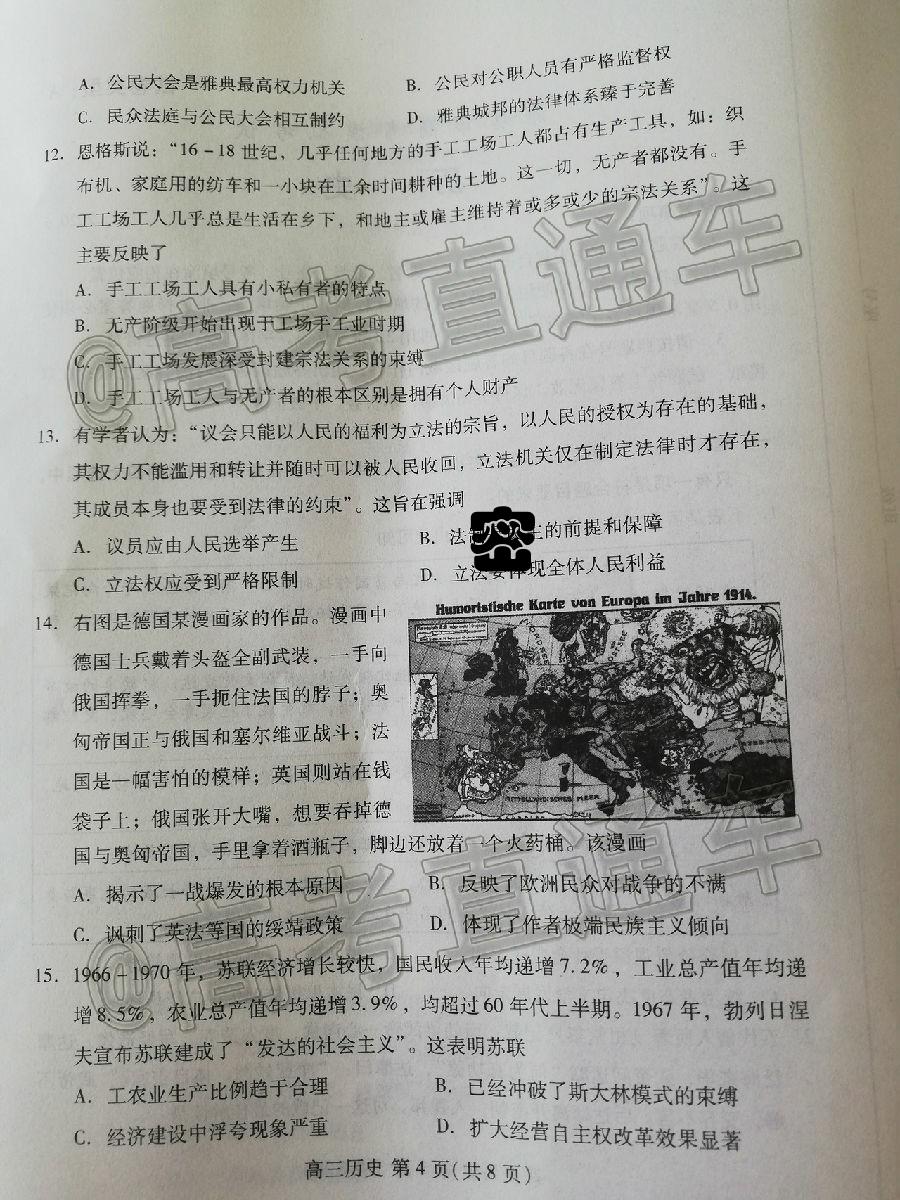 A. 公民大会是雅典最高权力机关 B. 公民对公职人员有严格监督权
C. 民众法庭与公民大会相互制约 D. 雅典城邦的法律体系臻于完善
12. 恩格斯说：“16-18世纪，几乎任何地方的手工工场工人都占有生产工具，如：织
布机、家庭用的纺车和一小块在工余时间耕种的土地。这一切，无产者都没有。手
工工场工人几乎总是生活在乡下，和地主或雇主维持着或多或少的宗法关系”。这
主要反映了
A. 手工工场工人具有小私有者的特点
B. 无产阶级开始出现于工场手工业时期
C. 手工工场发展深受封建宗法关系的束缚
D. 手工工场工人与无产者的根本区别是拥有个人财产
13. 有学者认为：“议会只能以人民的福利为立法的宗旨，以人民的授权为存在的基础，
其权力不能滥用和转让并随时可以被人民收回，立法机关仅在制定法律时才存在，
其成员本身也要受到法律的约束”。这旨在强调
A. 议员应由人民选举产生 B. 法 主的前提和保障
C. 立法权应受到严格限制 D. 立法要体现全体人民利益
Humoristische Karte von Europa im Jahre 1914.
14. 右图是德国某漫画家的作品。漫画中
德国士兵戴着头盔全副武装，一手向
俄国挥拳，一手扼住法国的脖子；奥
匈帝国正与俄国和塞尔维亚战斗；法
国是一幅害怕的模样；英国则站在钱
袋子上；俄国张开大嘴，想要吞掉德
MITTELLÄNDISCHES MEER
国与奥匈帝国，手里拿着酒瓶子，脚边还放着一个火药桶。该漫画
A. 揭示了一战爆发的根本原因 B. 反映了欧洲民众对战争的不满
C. 讽刺了英法等国的绥靖政策 D. 体现了作者极端民族主义倾向
15. 1966-1970年，苏联经济增长较快，国民收入年均递增7.2%，工业总产值年均递
增8.5%，农业总产值年均递增3.9%，均超过60年代上半期。1967年，勃列日涅
夫宣布苏联建成了“发达的社会主义”。这表明苏联
A. 工农业生产比例趋于合理 B. 已经冲破了斯大林模式的束缚
C. 经济建设中浮夸现象严重 D. 扩大经营自主权改革效果显著
高三历史 第4页(共8页)
@高考直通车
@高考直通车